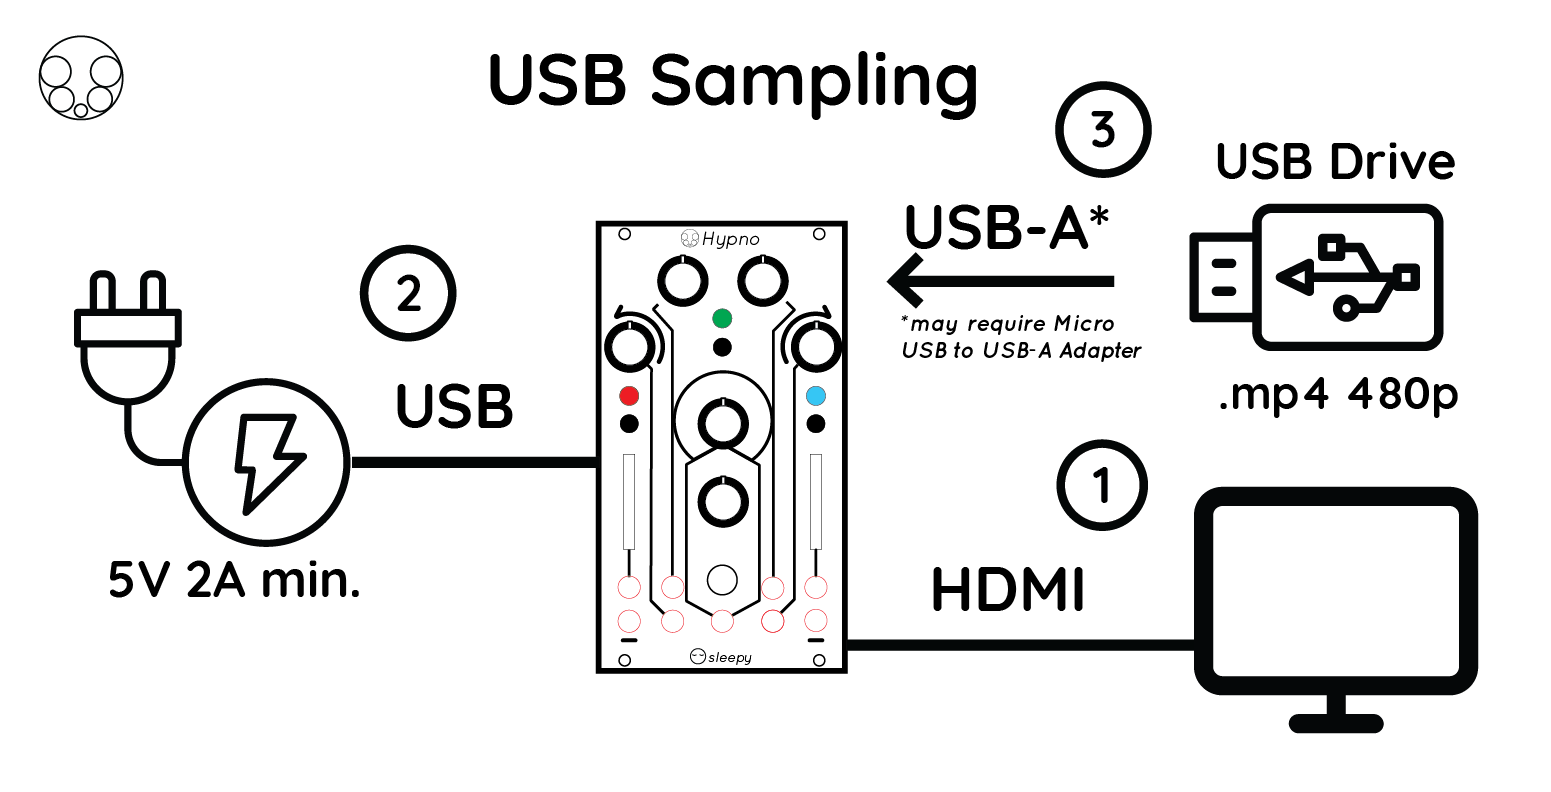 USB Sampling
3
USB Drive
USB-A*
*may require Micro
USB to USB-A Adapter
.mp4 480p
2
USB
5V 2A min.
Hypno
sleepy
1
HDMI